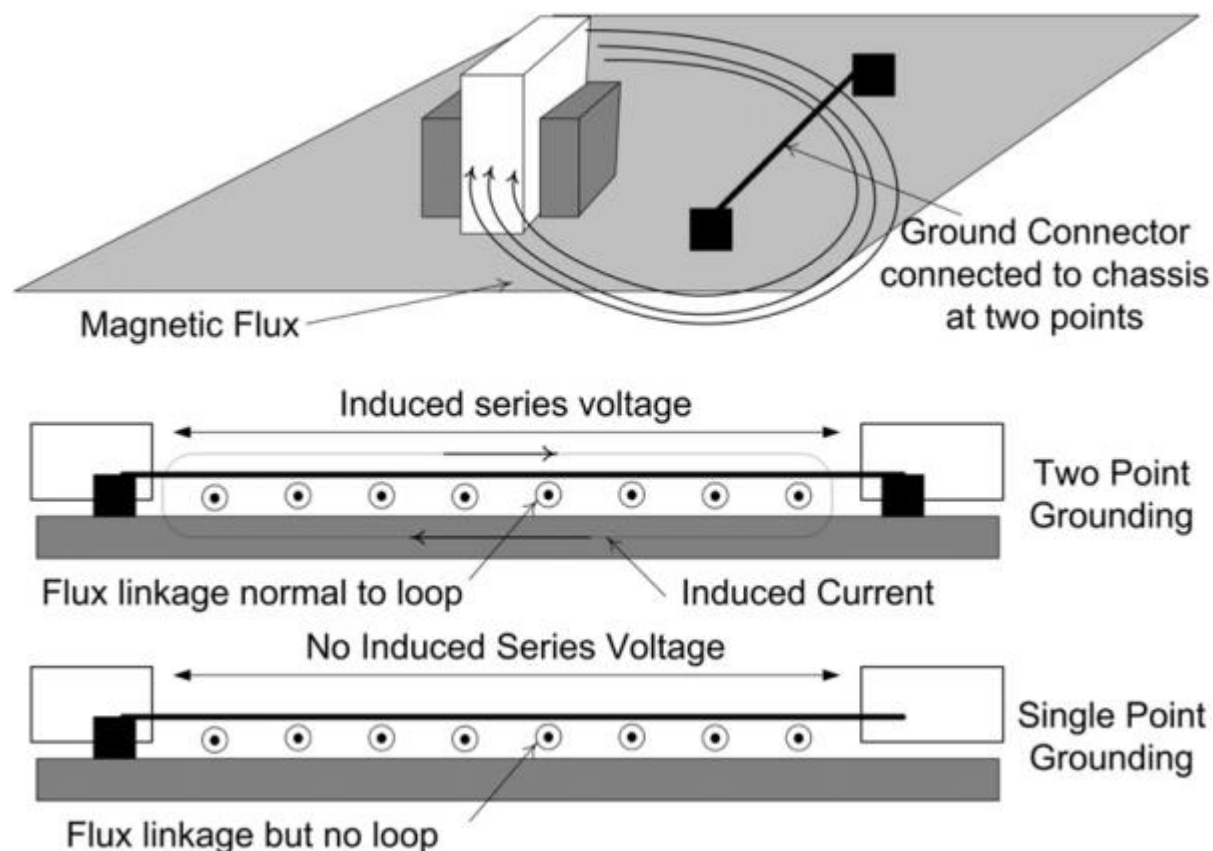 Ground Connector
connected to chassis
at two points
Magnetic Flux
Induced series voltage
Two Point
Grounding
Flux linkage normal to loop
Induced Current
No Induced Series Voltage
Single Point
Grounding
Flux linkage but no loop